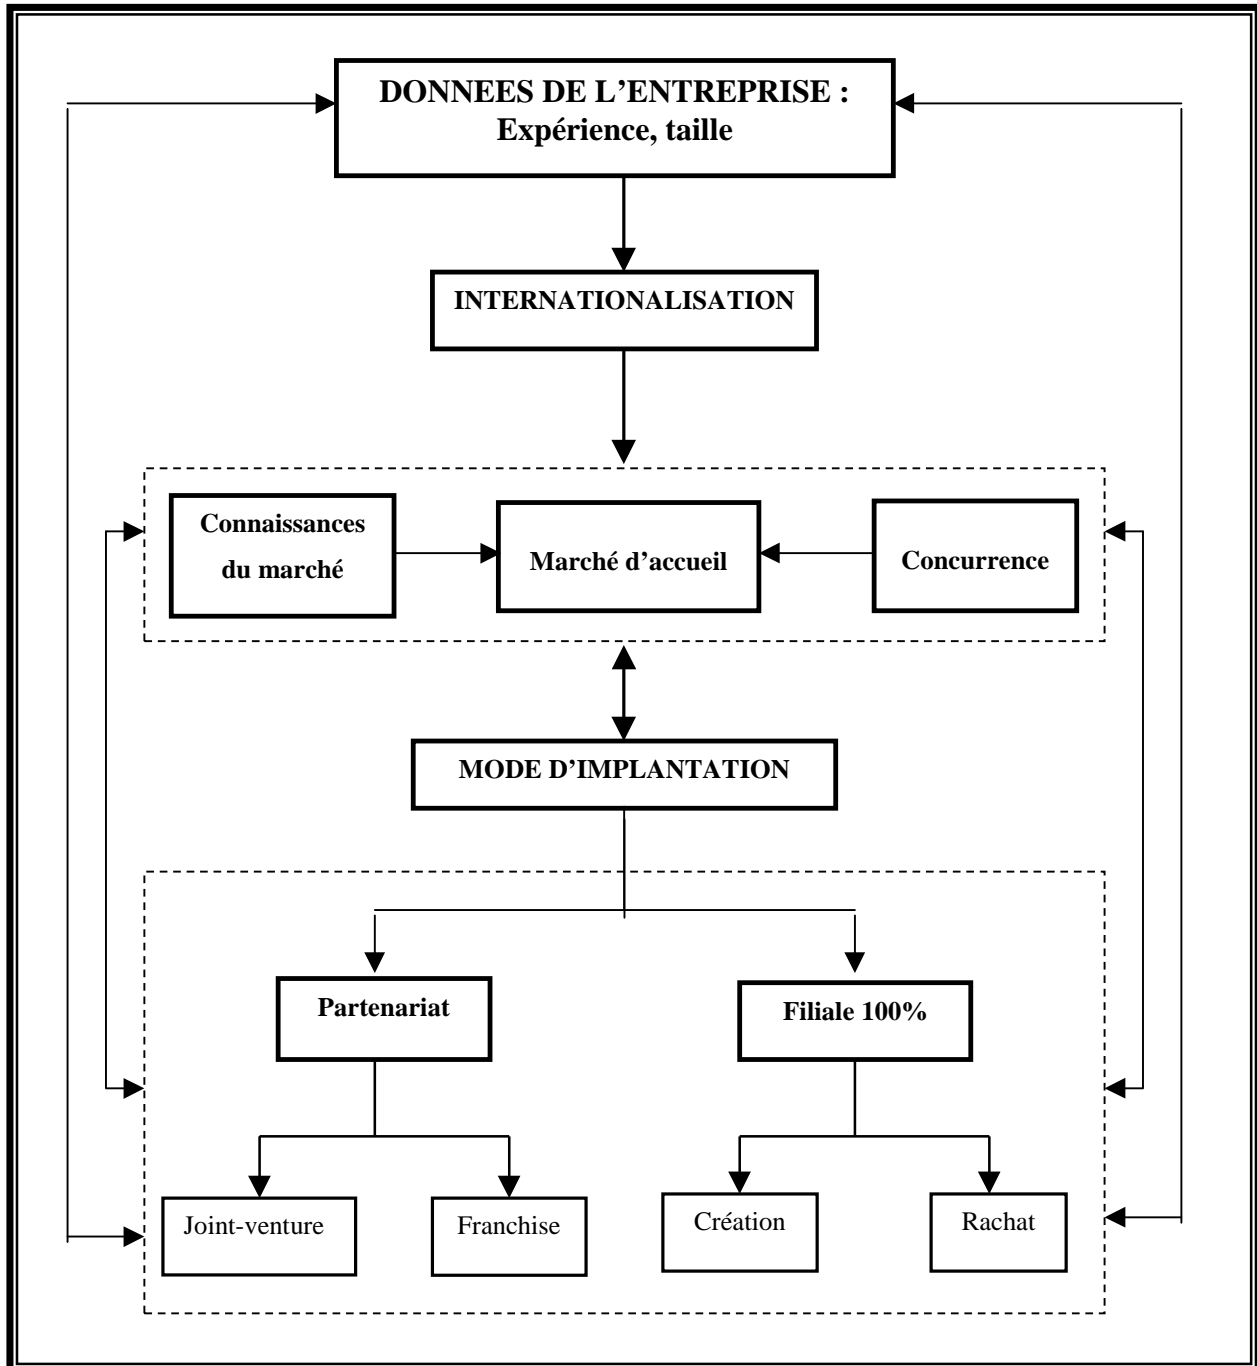 DONNEES DE L’ENTREPRISE :
Expérience, taille
INTERNATIONALISATION
Connaissances
du marché
Marché d’accueil
Concurrence
MODE D’IMPLANTATION
Partenariat
Filiale 100%
Joint-venture
Franchise
Création
Rachat